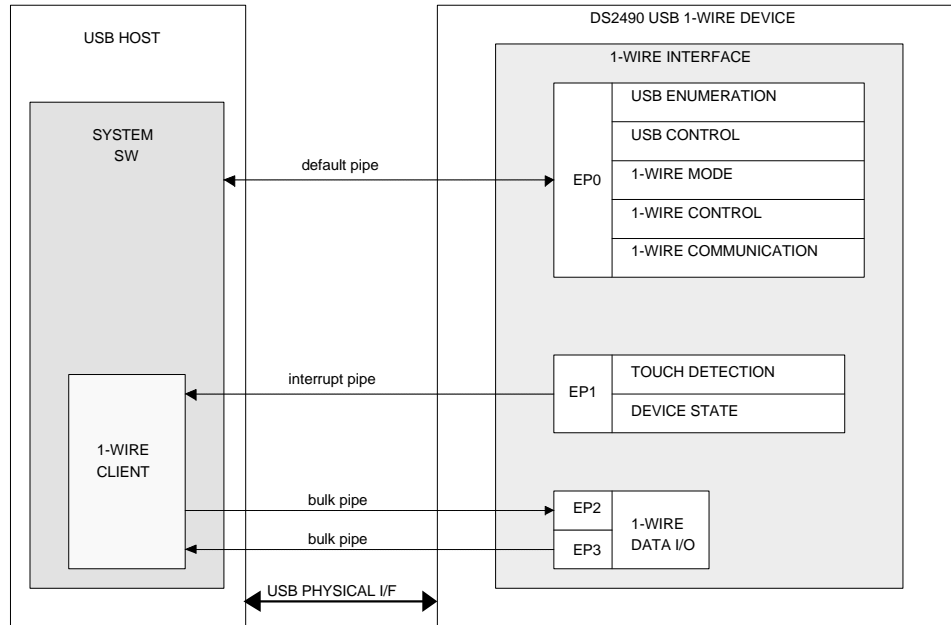 USB HOST
DS2490 USB 1-WIRE DEVICE
1-WIRE INTERFACE
SYSTEM
SW
default pipe
EP0
USB ENUMERATION
USB CONTROL
1-WIRE MODE
1-WIRE CONTROL
1-WIRE COMMUNICATION
interrupt pipe
EP1
TOUCH DETECTION
DEVICE STATE
1-WIRE
CLIENT
bulk pipe
EP2
bulk pipe
EP3
1-WIRE
DATA I/O
USB PHYSICAL I/F